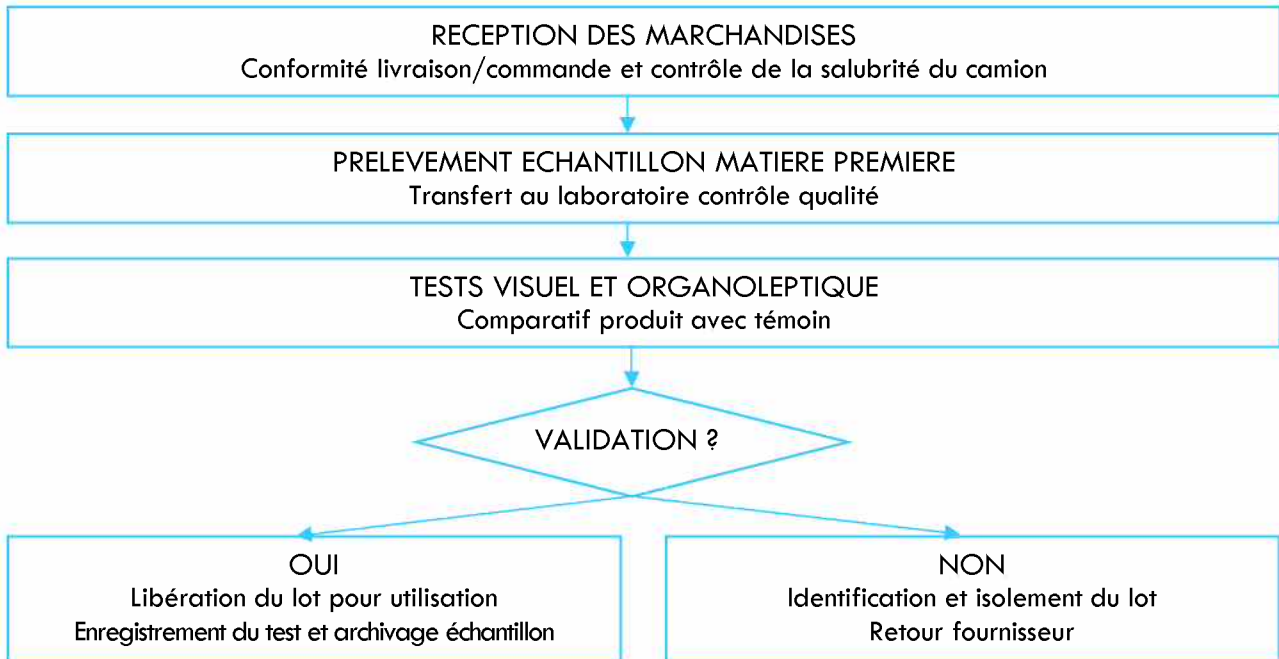 RECEPTION DES MARCHANDISES
Conformité livraison/commande et contrôle de la salubrité du camion
PRELEVEMENT ECHANTILLON MATIERE PREMIERE
Transfert au laboratoire contrôle qualité
TESTS VISUEL ET ORGANOLEPTIQUE
Comparatif produit avec témoin
VALIDATION ?
OUI
Libération du lot pour utilisation
Enregistrement du test et archivage échantillon
NON
Identification et isolement du lot
Retour fournisseur